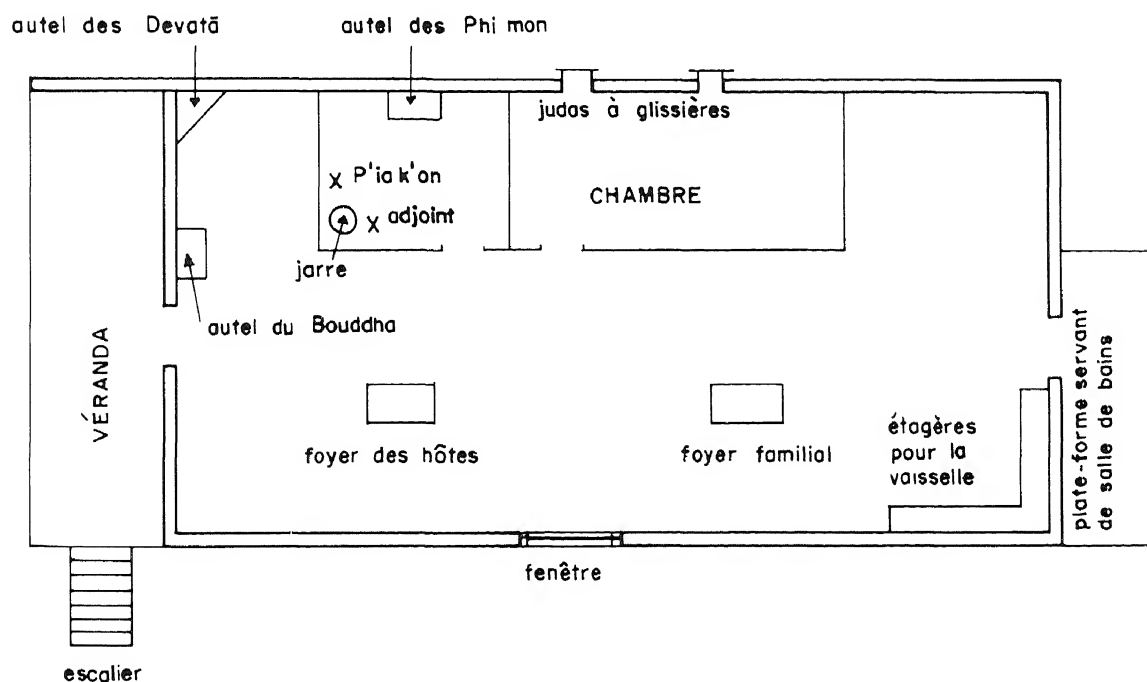 autel des Devatā
autel des Phi mon
judas à glissières
P'ia k'on
CHAMBRE
adjoint
jarre
autel du Bouddha
VÉRANDA
foyer des hôtes
foyer familial
étagères
pour la
vaisselle
plate-forme servant
de salle de bains
fenêtre
escalier